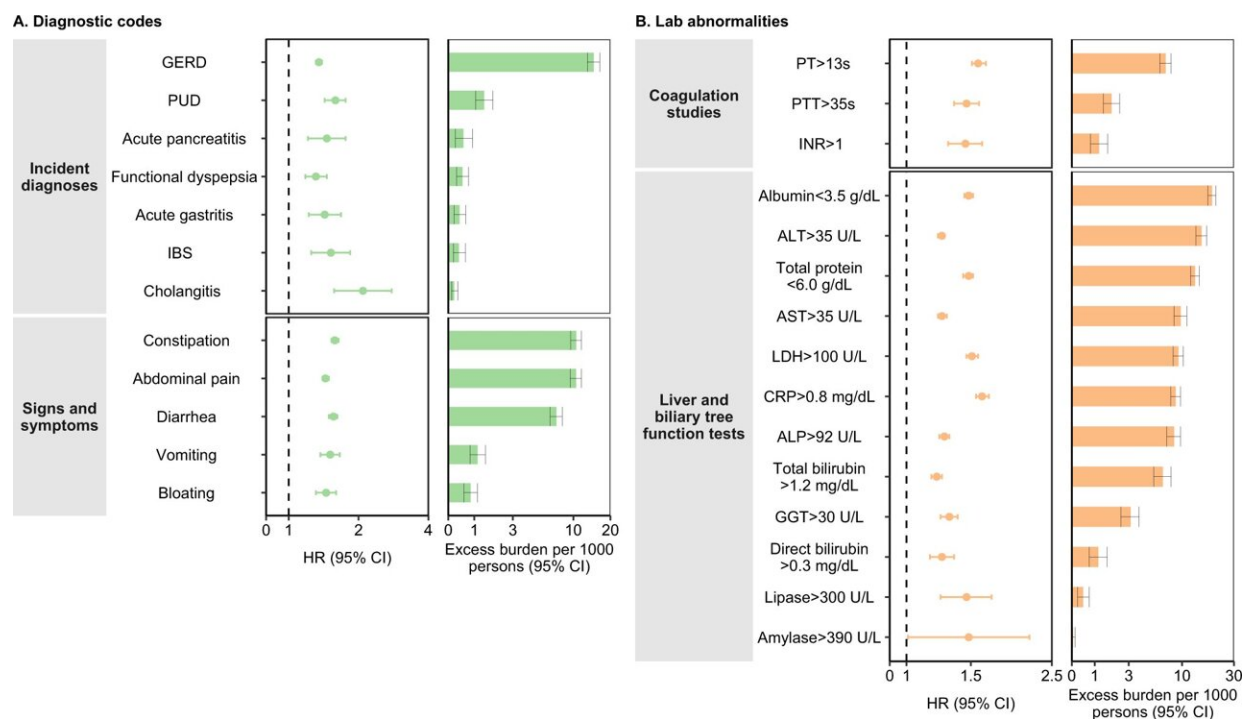 A. Diagnostic codes
Incident
diagnoses
GERD
PUD
Acute pancreatitis
Functional dyspepsia
Acute gastritis
IBS
Cholangitis
Signs and
symptoms
Constipation
Abdominal pain
Diarrhea
Vomiting
Bloating
0 1 2 4
HR (95% CI)
0 1 3 10 20
Excess burden per 1000
persons (95% CI)
B. Lab abnormalities
Coagulation
studies
PT>13s
PTT>35s
INR>1
Liver and
biliary tree
function tests
Albumin<3.5 g/dL
ALT>35 U/L
Total protein
<6.0 g/dL
AST>35 U/L
LDH>100 U/L
CRP>0.8 mg/dL
ALP>92 U/L
Total bilirubin
>1.2 mg/dL
GGT>30 U/L
Direct bilirubin
>0.3 mg/dL
Lipase>300 U/L
Amylase>390 U/L
0 1 1.5 2.5
HR (95% CI)
0 1 3 10 30
Excess burden per 1000
persons (95% CI)